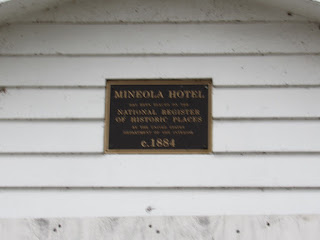 MINEOLA HOTEL
HAS BEEN PLACED ON THE
NATIONAL REGISTER
OF HISTORIC PLACES
BY THE UNITED STATES
DEPARTMENT OF THE INTERIOR
c.1884